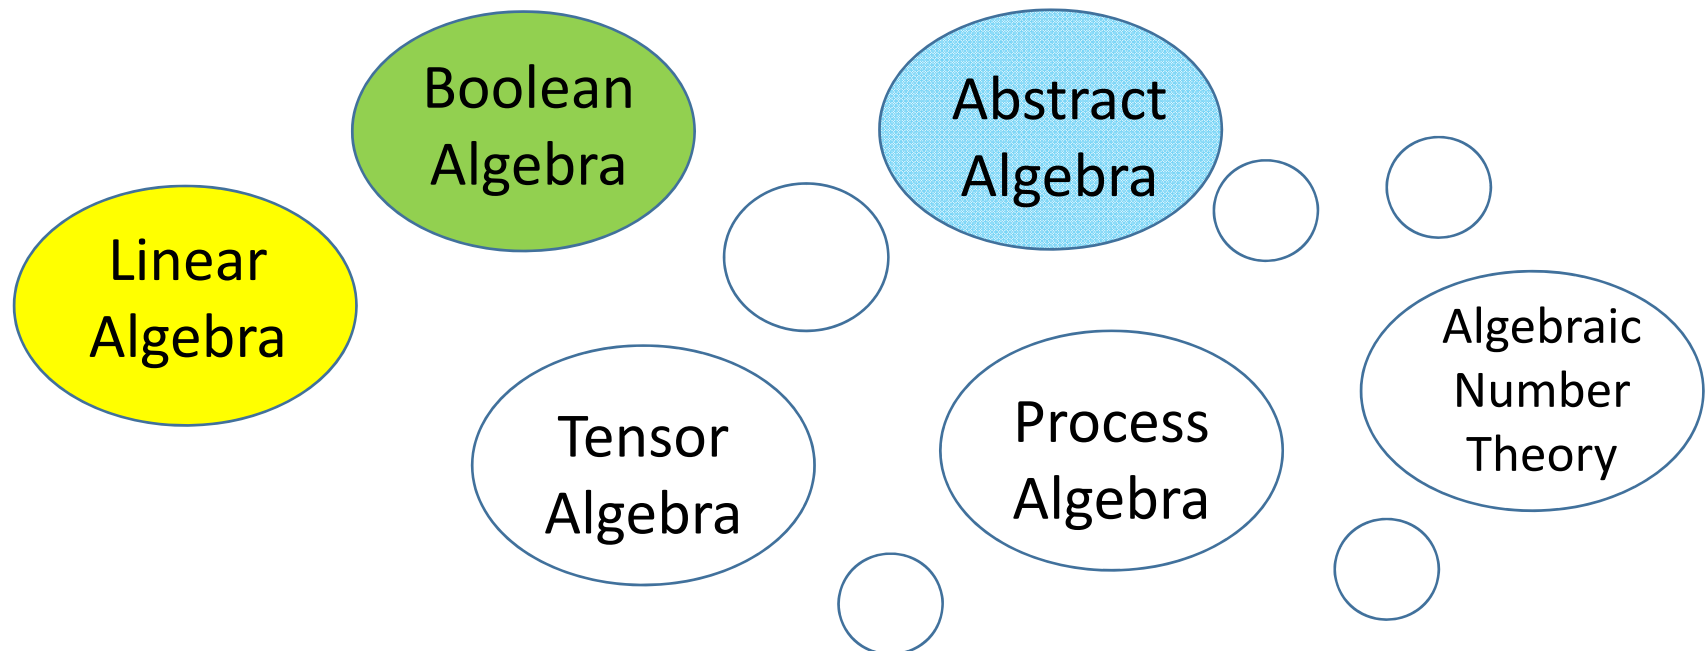 Boolean
Algebra
Abstract
Algebra
Linear
Algebra
Tensor
Algebra
Process
Algebra
Algebraic
Number
Theory